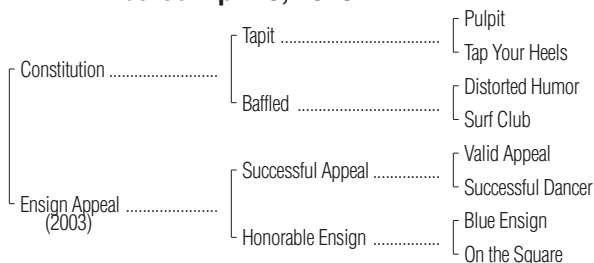 Pulpit
Tapit ........................................
Tap Your Heels
Constitution ...........................
Distorted Humor
Baffled ....................................
Surf Club
Valid Appeal
Successful Appeal .................
Successful Dancer
Ensign Appeal .......................
(2003)
Blue Ensign
Honorable Ensign .................
On the Square